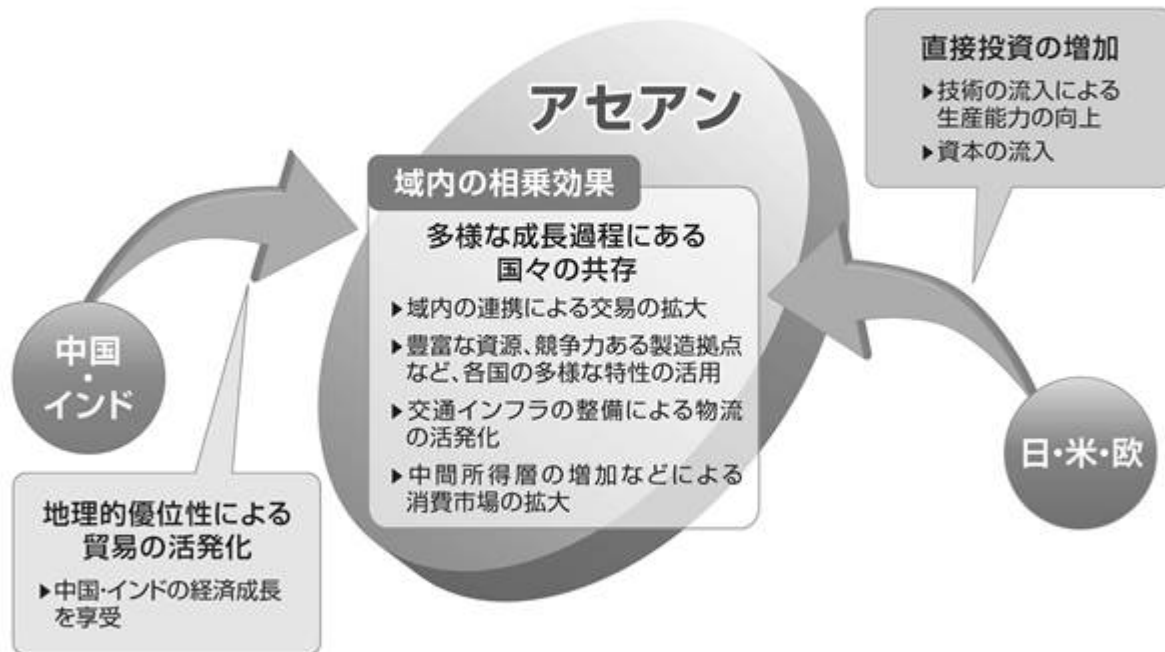 アセアン
域内の相乗効果
多様な成長過程にある
国々の共存
▶域内の連携による交易の拡大
▶豊富な資源、競争力ある製造拠点
など、各国の多様な特性の活用
▶交通インフラの整備による物流
の活発化
▶中間所得層の増加などによる
消費市場の拡大
中国
・
インド
地理的優位性による
貿易の活発化
▶中国・インドの経済成長
を享受
直接投資の増加
▶技術の流入による
生産能力の向上
▶資本の流入
日・米・欧